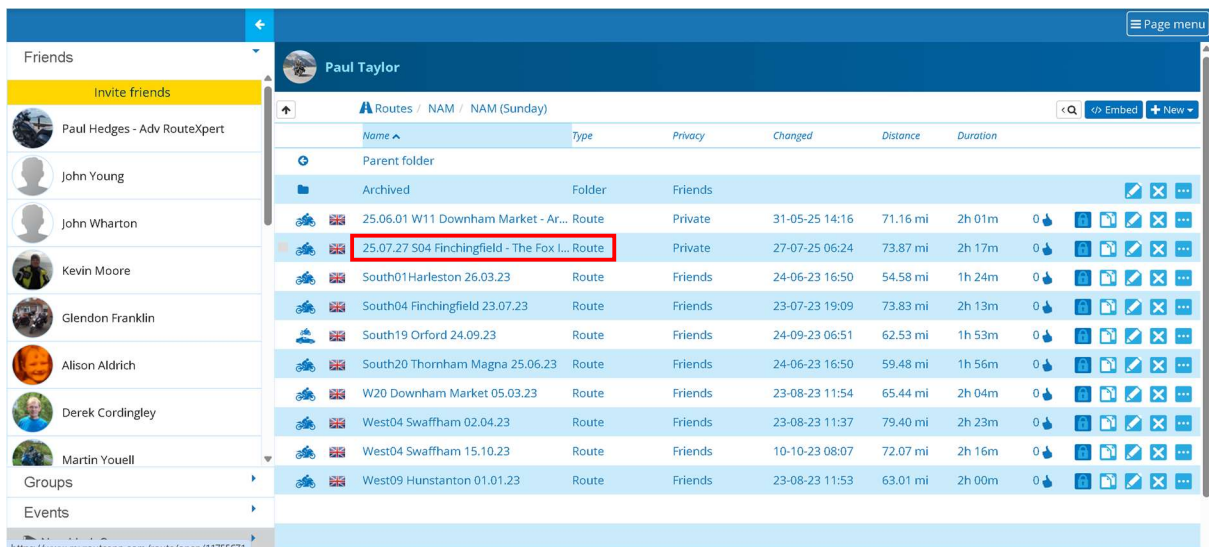 Page menu
Friends
Invite friends
Paul Hedges - Adv RouteXpert
John Young
John Wharton
Kevin Moore
Glendon Franklin
Alison Aldrich
Derek Cordingley
Martin Youell
Groups
Events
Paul Taylor
Routes / NAM / NAM (Sunday)
</> Embed
New
Name Type Privacy Changed Distance Duration
Parent folder
Archived Folder Friends
25.06.01 W11 Downham Market - Ar... Route Private 31-05-25 14:16 71.16 mi 2h 01m 0
25.07.27 S04 Finchingfield - The Fox I... Route Private 27-07-25 06:24 73.87 mi 2h 17m 0
South01Harleston 26.03.23 Route Friends 24-06-23 16:50 54.58 mi 1h 24m 0
South04 Finchingfield 23.07.23 Route Friends 23-07-23 19:09 73.83 mi 2h 13m 0
South19 Orford 24.09.23 Route Friends 24-09-23 06:51 62.53 mi 1h 53m 0
South20 Thornham Magna 25.06.23 Route Friends 24-06-23 16:50 59.48 mi 1h 56m 0
W20 Downham Market 05.03.23 Route Friends 23-08-23 11:54 65.44 mi 2h 04m 0
West04 Swaffham 02.04.23 Route Friends 23-08-23 11:37 79.40 mi 2h 23m 0
West04 Swaffham 15.10.23 Route Friends 10-10-23 08:07 72.07 mi 2h 16m 0
West09 Hunstanton 01.01.23 Route Friends 23-08-23 11:53 63.01 mi 2h 00m 0